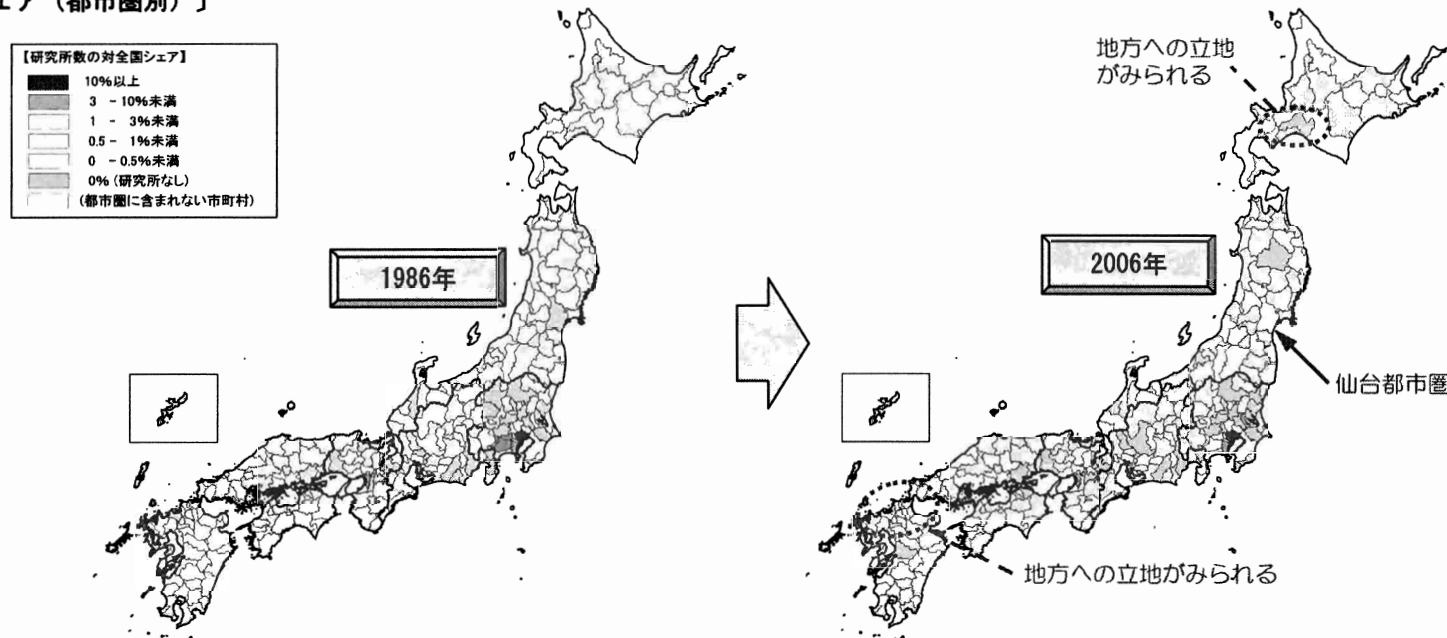 ェア（都市圏別）〕
【研究所数の対全国シェア】
10%以上
3 - 10%未満
1 - 3%未満
0.5 - 1%未満
0 - 0.5%未満
0%(研究所なし)
(都市圏に含まれない市町村)
1986年
2006年
地方への立地
がみられる
仙台都市圏
地方への立地がみられる